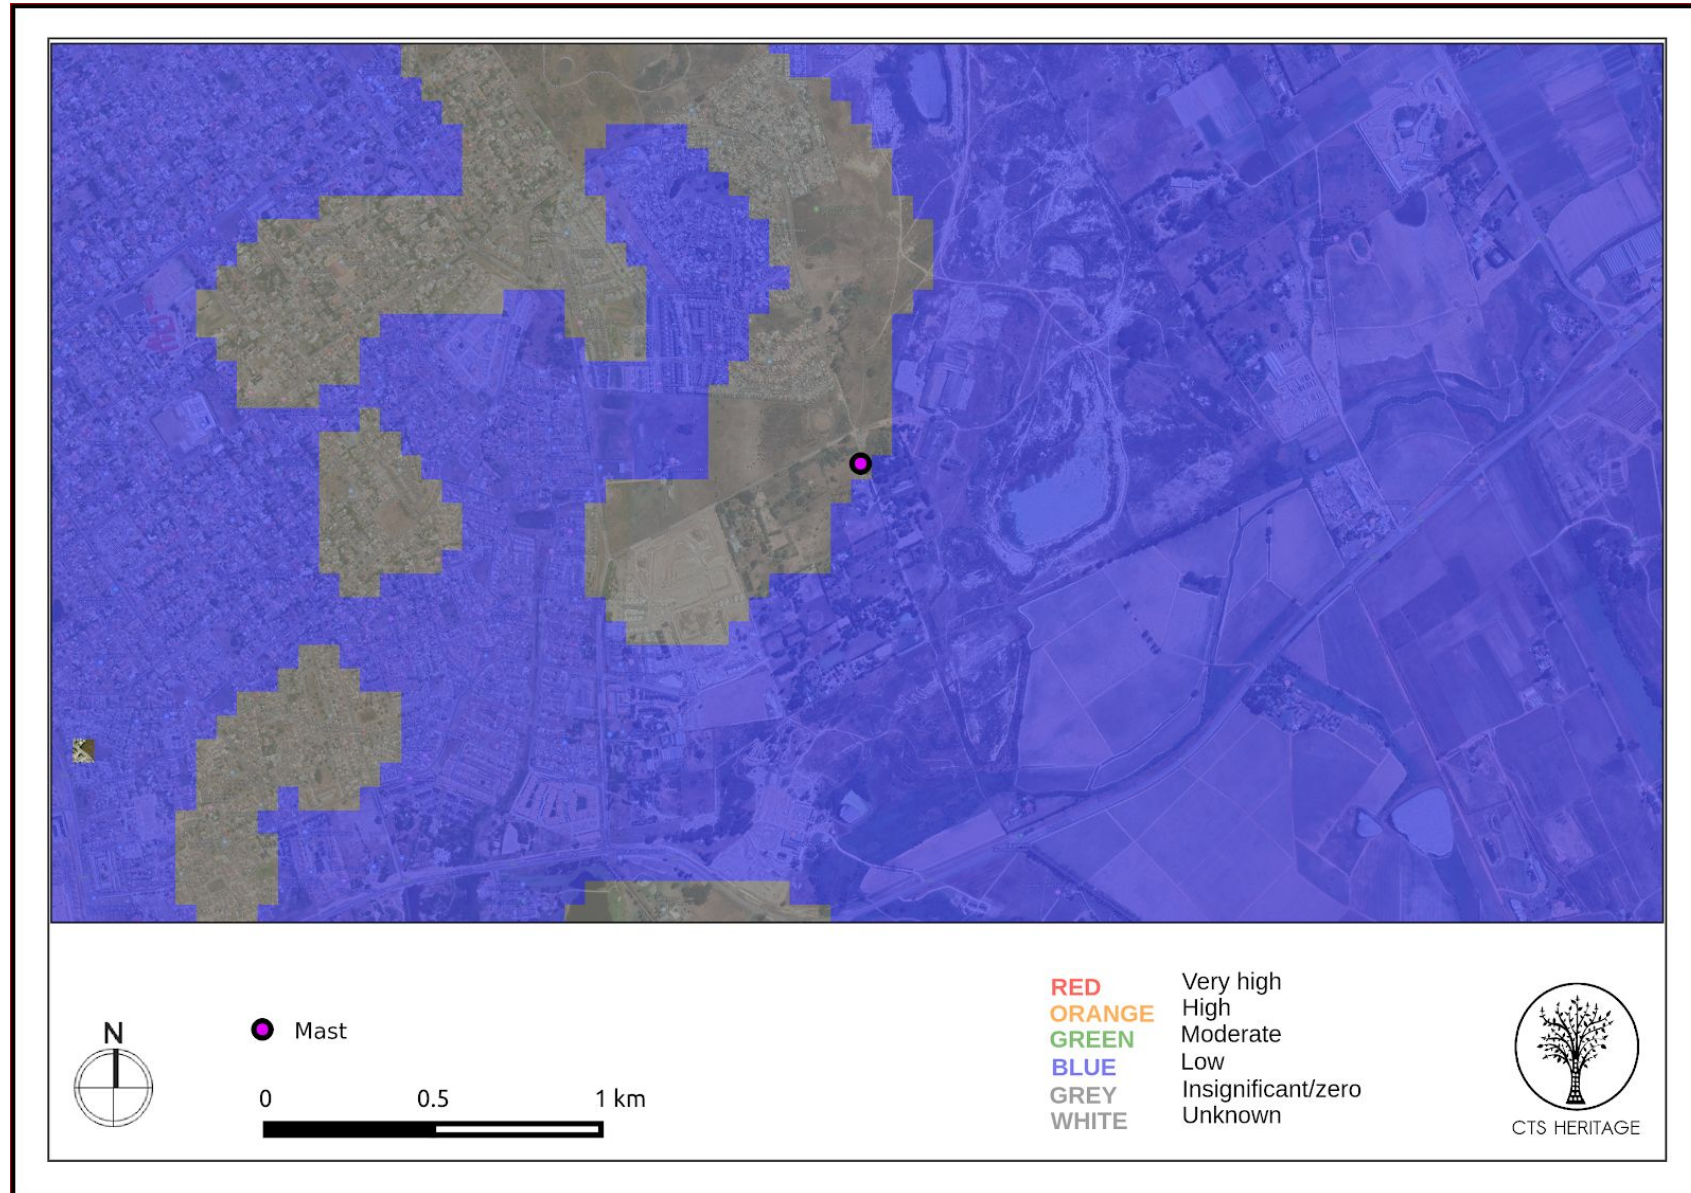 N
Mast
0 0.5 1 km
RED Very high
ORANGE High
GREEN Moderate
BLUE Low
GREY Insignificant/zero
WHITE Unknown
CTS HERITAGE